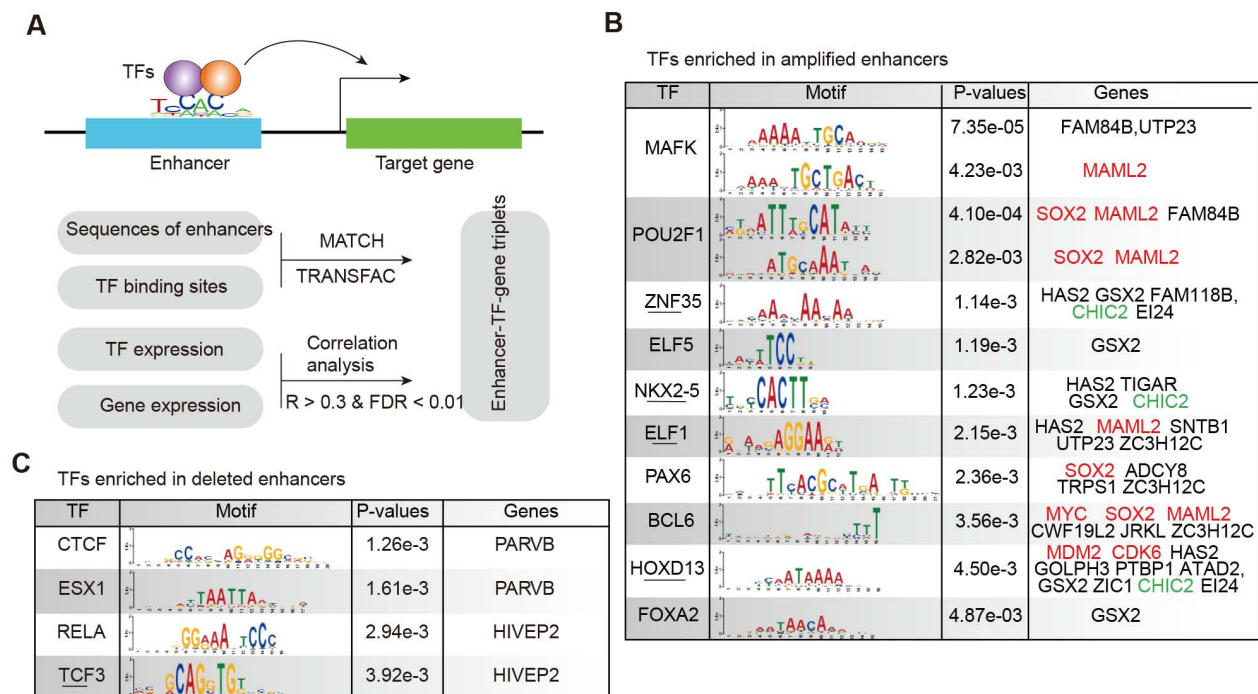 A
TFs
Enhancer
Target gene
Sequences of enhancers
TF binding sites
TF expression
Gene expression
MATCH
TRANSFAC
Correlation
analysis
R > 0.3 & FDR < 0.01
Enhancer-TF-gene triplets
B
TFs enriched in amplified enhancers
TF Motif P-values Genes
MAFK
7.35e-05 FAM84B,UTP23
4.23e-03 MAML2
POU2F1
4.10e-04 SOX2 MAML2 FAM84B
2.82e-03 SOX2 MAML2
ZNF35 1.14e-3 HAS2 GSX2 FAM118B,
CHIC2 EI24
ELF5 1.19e-3 GSX2
NKX2-5 1.23e-3 HAS2 TIGAR
GSX2 CHIC2
ELF1 2.15e-3 HAS2 MAML2 SNTB1
UTP23 ZC3H12C
PAX6 2.36e-3 SOX2 ADCY8
TRPS1 ZC3H12C
BCL6 3.56e-3 MYC SOX2 MAML2
CWF19L2 JRKL ZC3H12C
HOXD13 4.50e-3 MDM2 CDK6 HAS2
GOLPH3 PTBP1 ATAD2,
GSX2 ZIC1 CHIC2 EI24
FOXA2 4.87e-03 GSX2
C
TFs enriched in deleted enhancers
TF Motif P-values Genes
CTCF 1.26e-3 PARVB
ESX1 1.61e-3 PARVB
RELA 2.94e-3 HIVEP2
TCF3 3.92e-3 HIVEP2